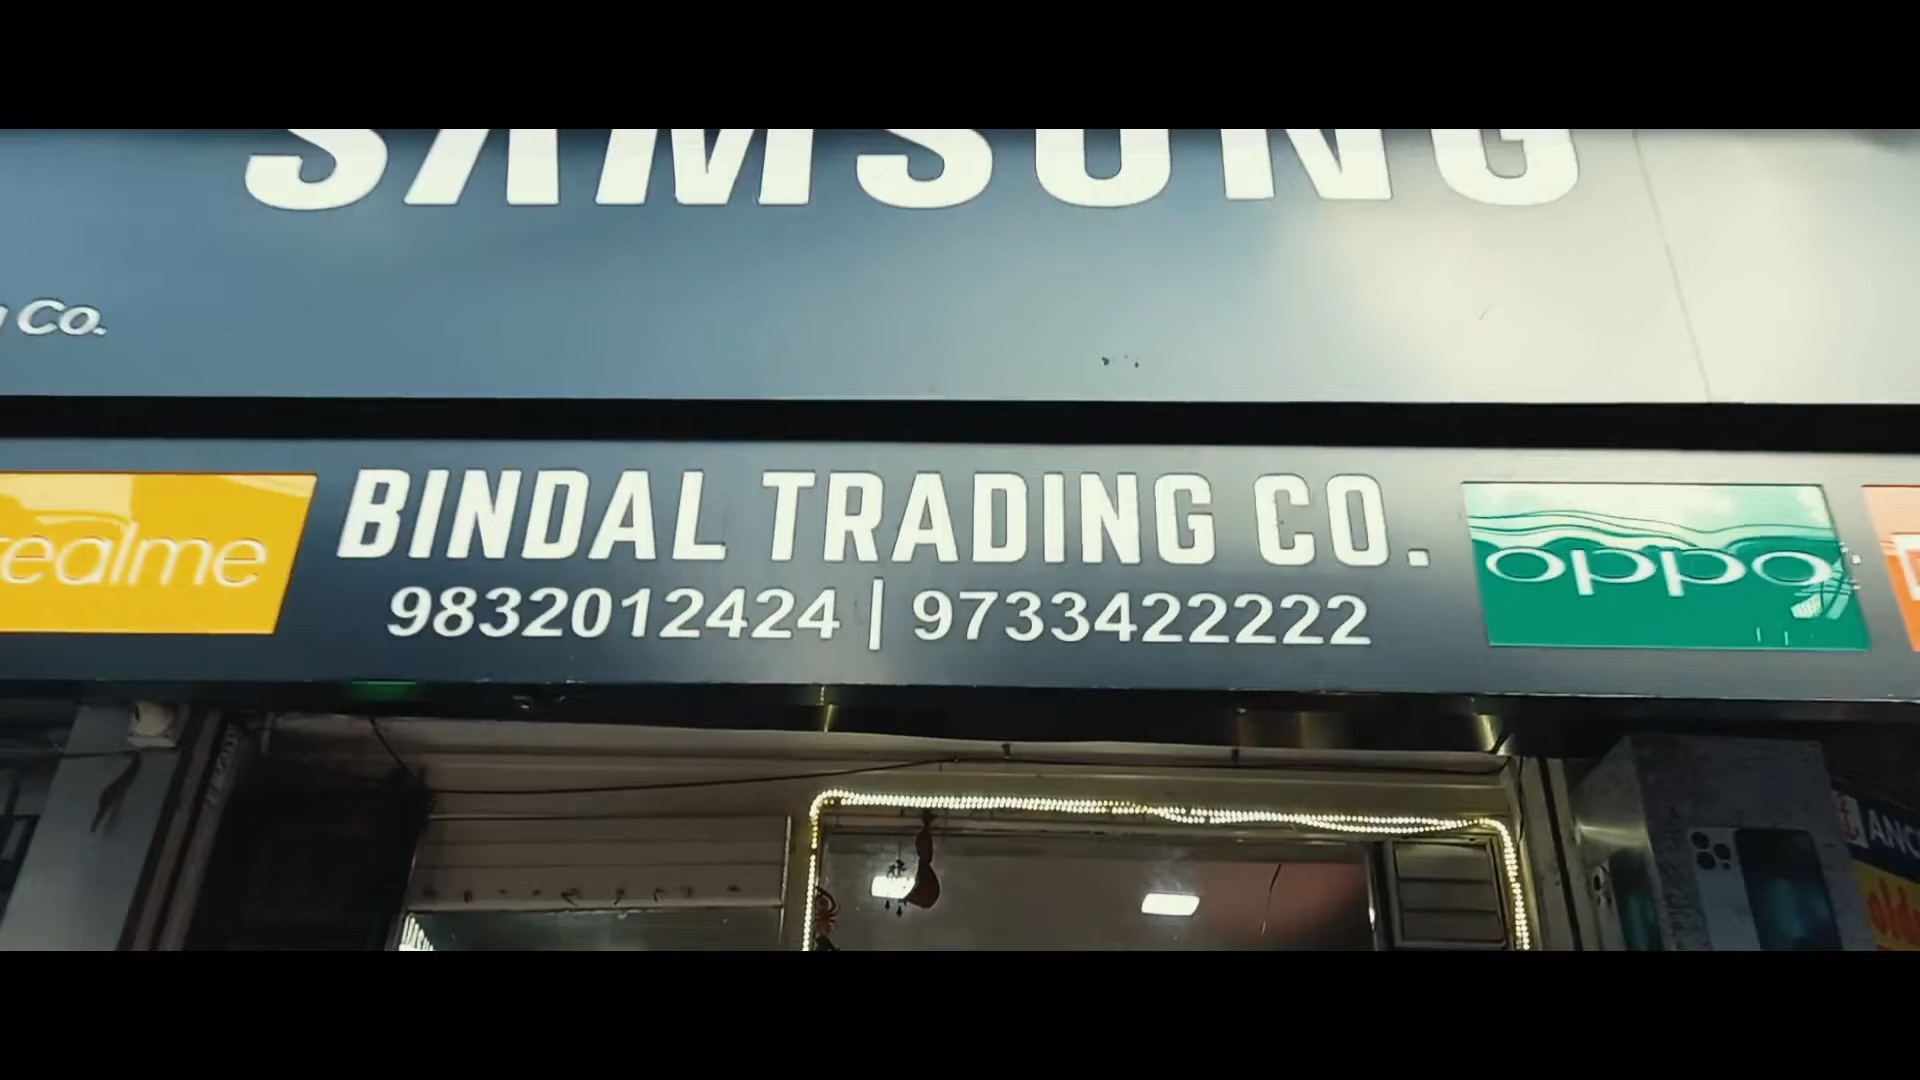 SAMSUNG
Co.
realme
BINDAL TRADING CO.
9832012424 | 9733422222
oppo